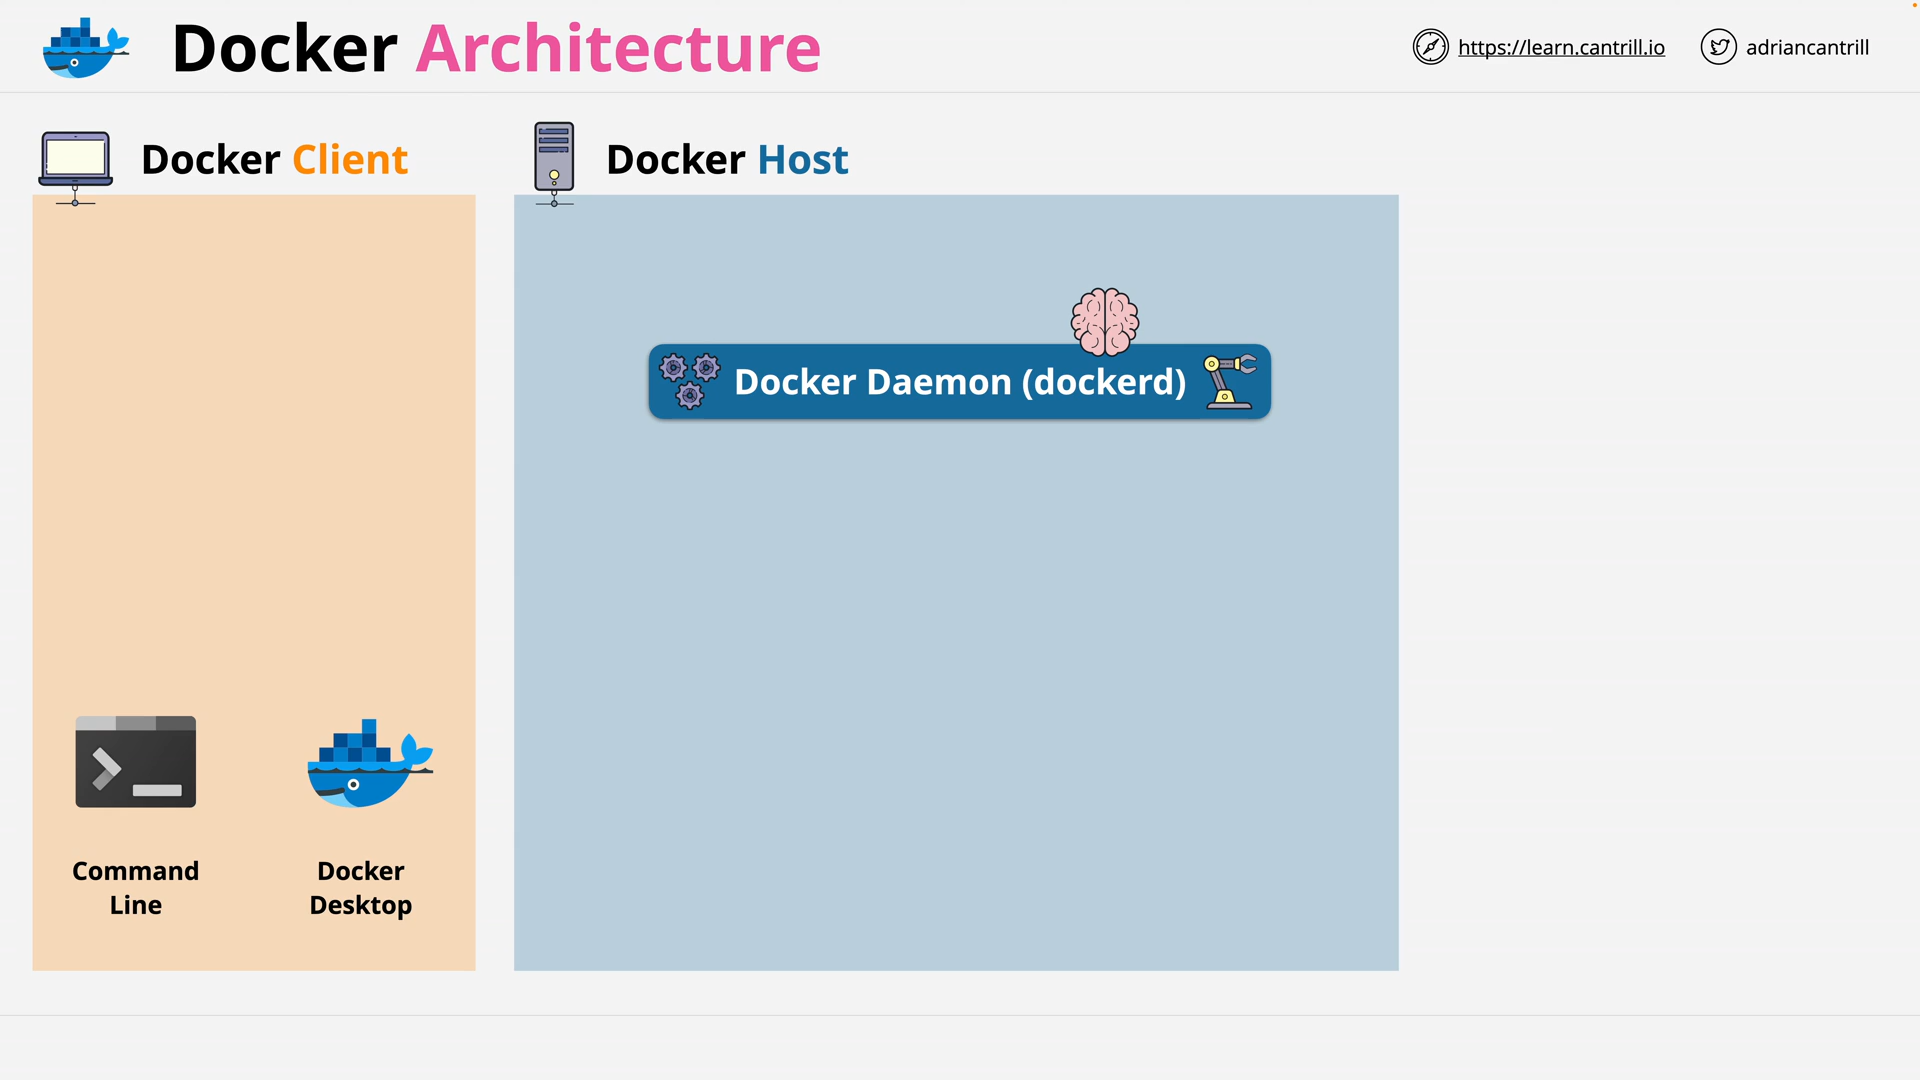 Docker Architecture
https://learn.cantrill.io
adriancantrill
Docker Client
Docker Host
Docker Daemon (dockerd)
Command
Line
Docker
Desktop